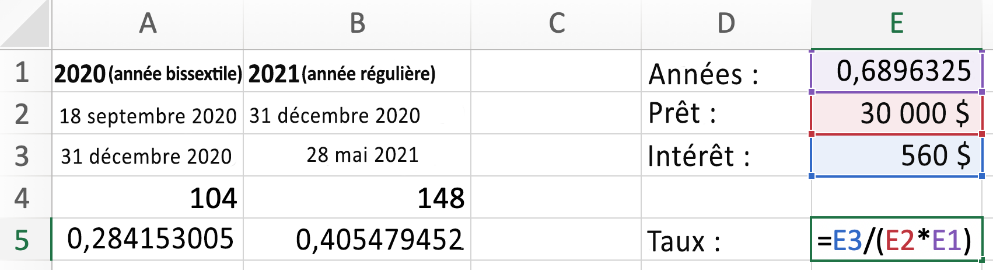 A B C D E
1 2020 (année bissextile) 2021 (année régulière) Années : 0,6896325
2 18 septembre 2020 31 décembre 2020 Prêt : 30 000 $
3 31 décembre 2020 28 mai 2021 Intérêt : 560 $
4 104 148
5 0,284153005 0,405479452 Taux : =E3/(E2*E1)